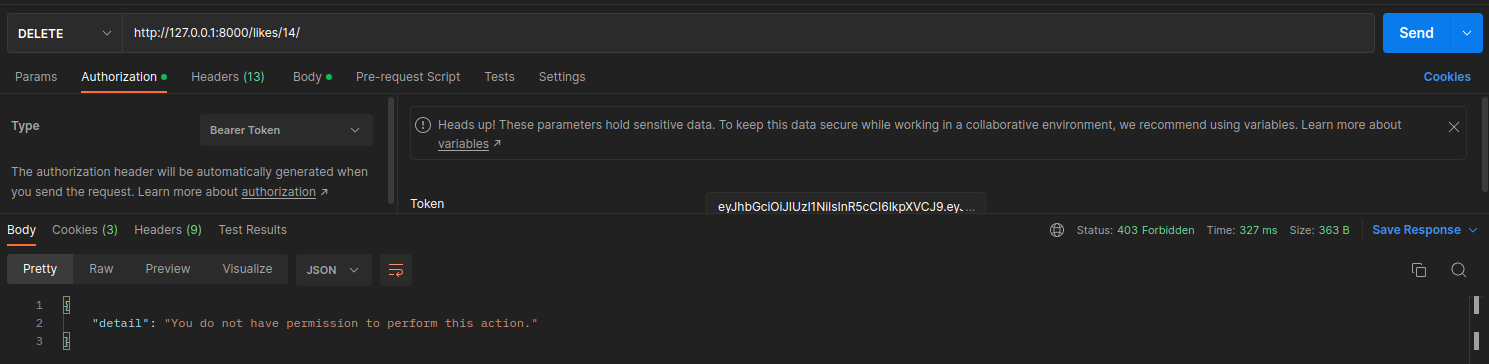 DELETE http://127.0.0.1:8000/likes/14/ Send
Params Authorization Headers (13) Body Pre-request Script Tests Settings Cookies
Type Bearer Token
The authorization header will be automatically generated when
you send the request. Learn more about authorization ↗
Heads up! These parameters hold sensitive data. To keep this data secure while working in a collaborative environment, we recommend using variables. Learn more about
variables ↗
Token eyJhbGciOiJIUzI1NiIsInR5cCI6IkpXVCJ9.eyJ...
Body Cookies (3) Headers (9) Test Results Status: 403 Forbidden Time: 327 ms Size: 363 B Save Response
Pretty Raw Preview Visualize JSON
1 {
2 "detail": "You do not have permission to perform this action."
3 }